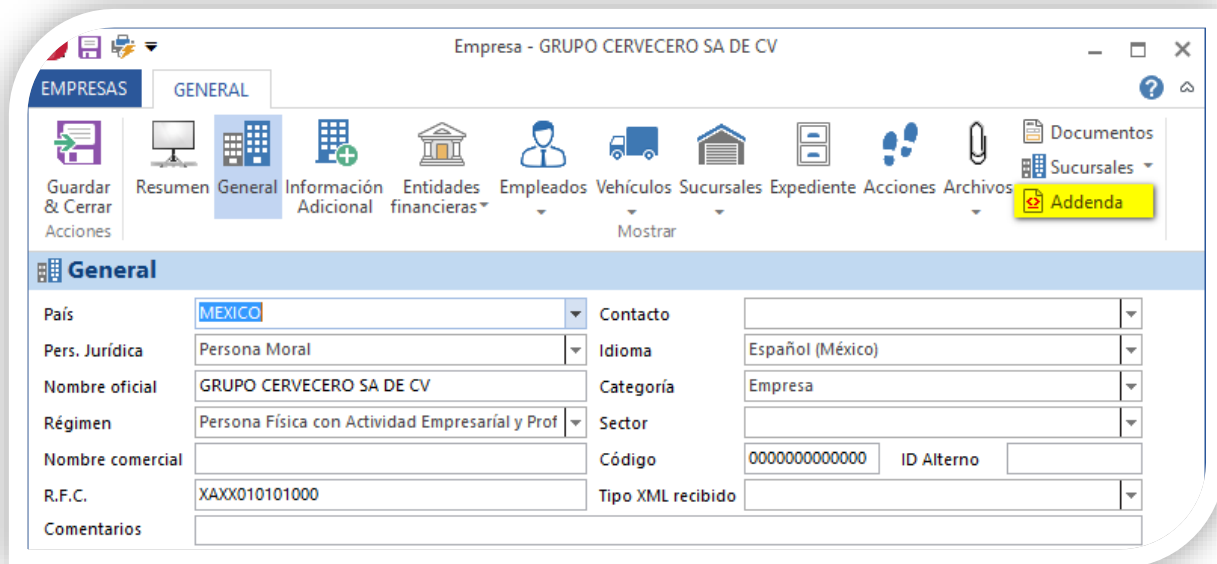 Empresa - GRUPO CERVECERO SA DE CV
EMPRESAS GENERAL
Guardar & Cerrar
Resumen
General
Información Adicional
Entidades financieras
Empleados
Vehículos
Sucursales
Expediente
Acciones
Archivos
Documentos
Sucursales
Addenda
Acciones
Mostrar
General
País MEXICO Contacto
Pers. Jurídica Persona Moral Idioma Español (México)
Nombre oficial GRUPO CERVECERO SA DE CV Categoría Empresa
Régimen Persona Física con Actividad Empresaríal y Prof Sector
Nombre comercial Código 0000000000000 ID Alterno
R.F.C. XAXX010101000 Tipo XML recibido
Comentarios